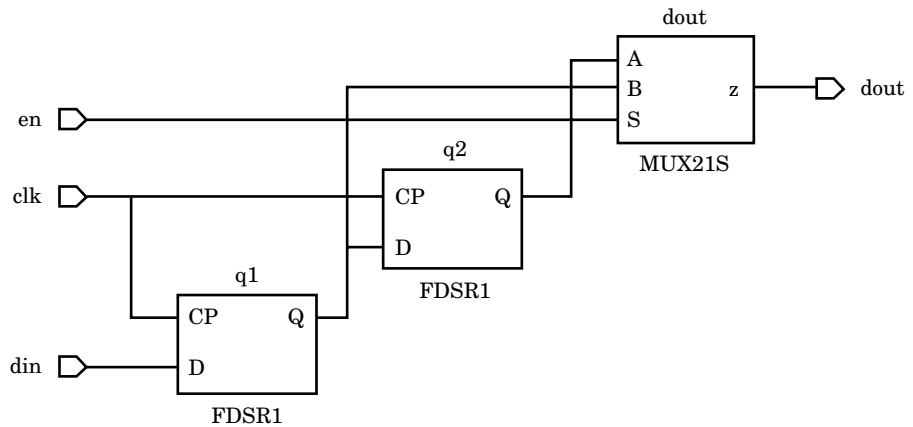 dout
A
B
z
dout
S
en
MUX21S
q2
clk
CP
Q
D
FDSR1
q1
CP
Q
din
D
FDSR1